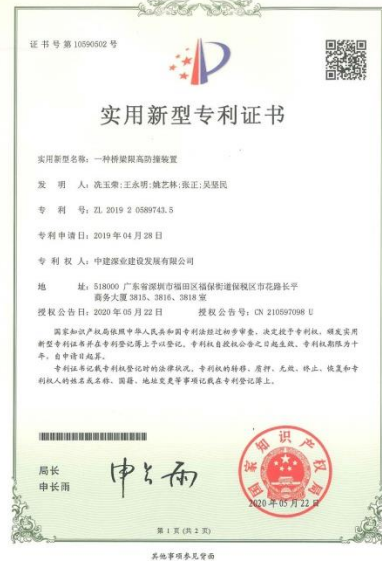 证书号第10590502号
实用新型专利证书
实用新型名称：一种桥梁限高防撞装置
发明人：冼玉荣;王永明;姚艺林;张正;吴坚民
专利号：ZL 2019 2 0589743.5
专利申请日：2019年04月28日
专利权人：中建深业建设发展有限公司
地址：518000 广东省深圳市福田区福保街道保税区市花路长平
商务大厦3815、3816、3818室
授权公告日：2020年05月22日 授权公告号：CN 210597098 U
国家知识产权局依照中华人民共和国专利法经过初步审查，决定授予专利权，颁发实用
新型专利证书并在专利登记簿上予以登记。专利权自授权公告之日起生效。专利权期限为十
年，自申请日起算。
专利证书记载专利权登记时的法律状况。专利权的转移、质押、无效、终止、恢复和专
利权人的姓名或名称、国籍、地址变更等事项记载在专利登记簿上。
局长
申长雨
申长雨
国家知识产权局
2020年05月22日
第1页(共2页)
其他事项参见背面